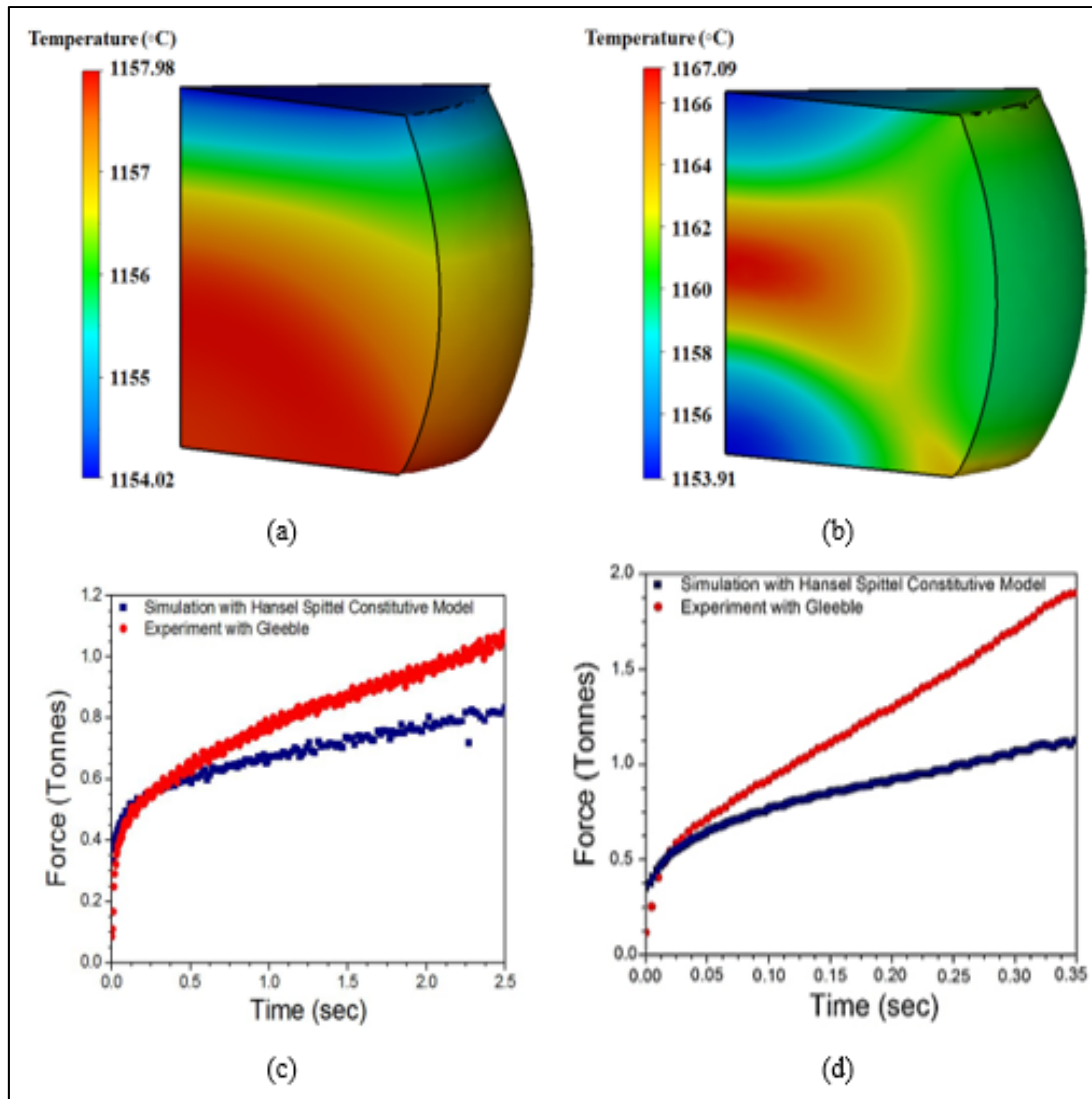 Temperature (◦C)
1157.98
1157
1156
1155
1154.02
(a)
Temperature (◦C)
1167.09
1166
1164
1162
1160
1158
1156
1153.91
(b)
Simulation with Hansel Spittel Constitutive Model
Experiment with Gleeble
Force (Tonnes)
1.2
1.0
0.8
0.6
0.4
0.2
0.0
0.0 0.5 1.0 1.5 2.0 2.5
Time (sec)
(c)
Simulation with Hansel Spittel Constitutive Model
Experiment with Gleeble
Force (Tonnes)
2.0
1.5
1.0
0.5
0.0
0.00 0.05 0.10 0.15 0.20 0.25 0.30 0.35
Time (sec)
(d)